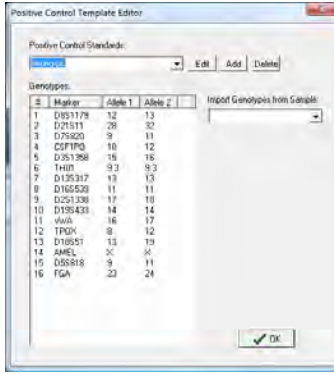 Positive Control Template Editor
Positive Control Standards:
Edit Add Delete
Genotypes:
# Marker Allele 1 Allele 2
Import Genotypes from Sample:
1 D8S1179 12 13
2 D21S11 28 32
3 D7S820 9 11
4 CSF1PO 10 12
5 D3S1358 15 16
6 TH01 9.3 9.3
7 D13S317 13 13
8 D16S539 11 11
9 D2S1338 17 18
10 D19S433 14 14
11 vWA 16 17
12 TPOX 8 12
13 D18S51 13 19
14 AMEL X X
15 D5S818 9 11
16 FGA 23 24
OK